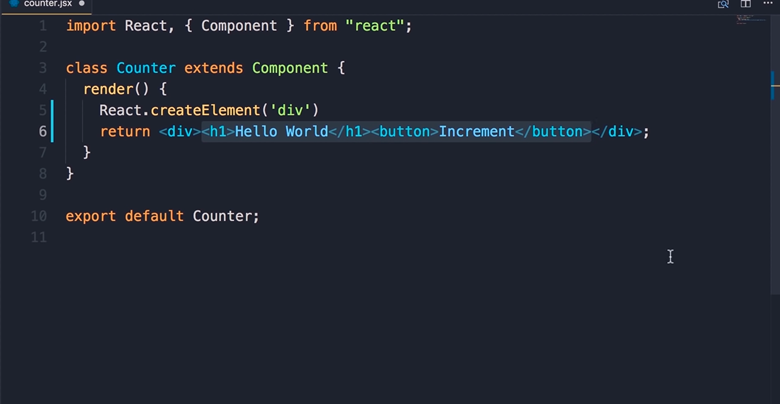 counter.jsx
1 import React, { Component } from "react";
2
3 class Counter extends Component {
4 render() {
5 React.createElement('div')
6 return <div><h1>Hello World</h1><button>Increment</button></div>;
7 }
8 }
9
10 export default Counter;
11